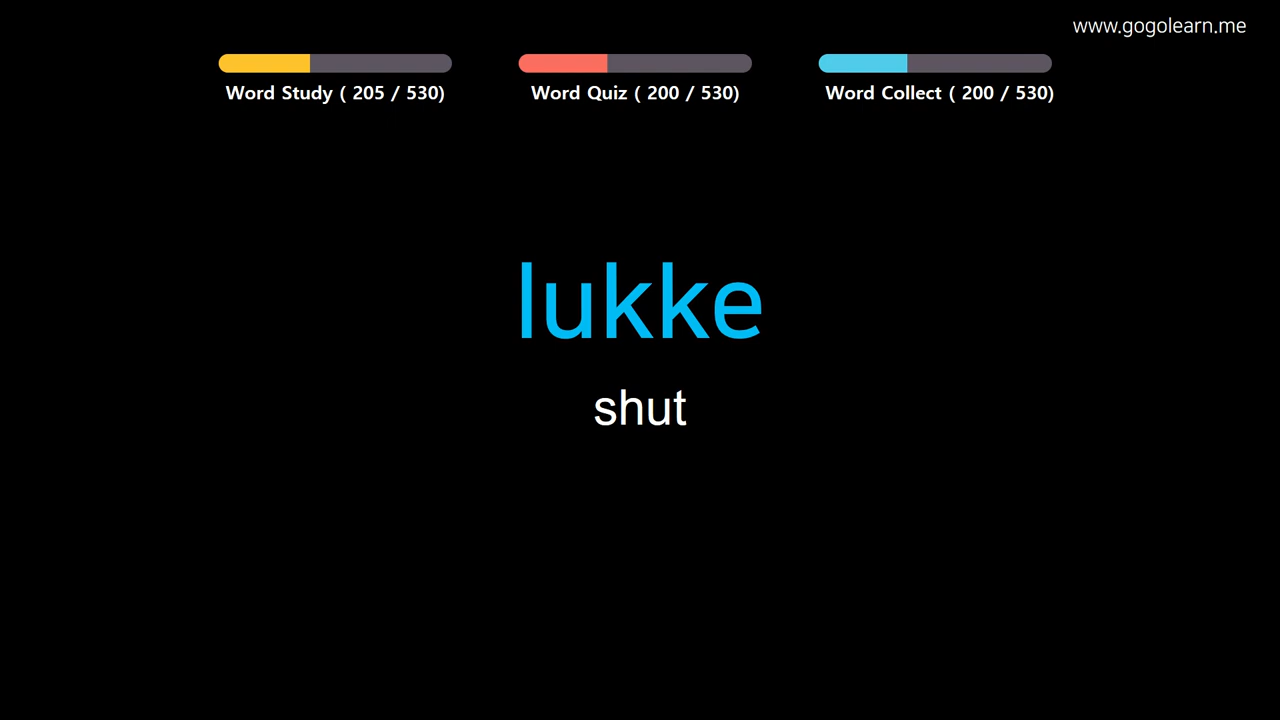 www.gogolearn.me
Word Study ( 205 / 530)
Word Quiz ( 200 / 530)
Word Collect ( 200 / 530)
lukke
shut